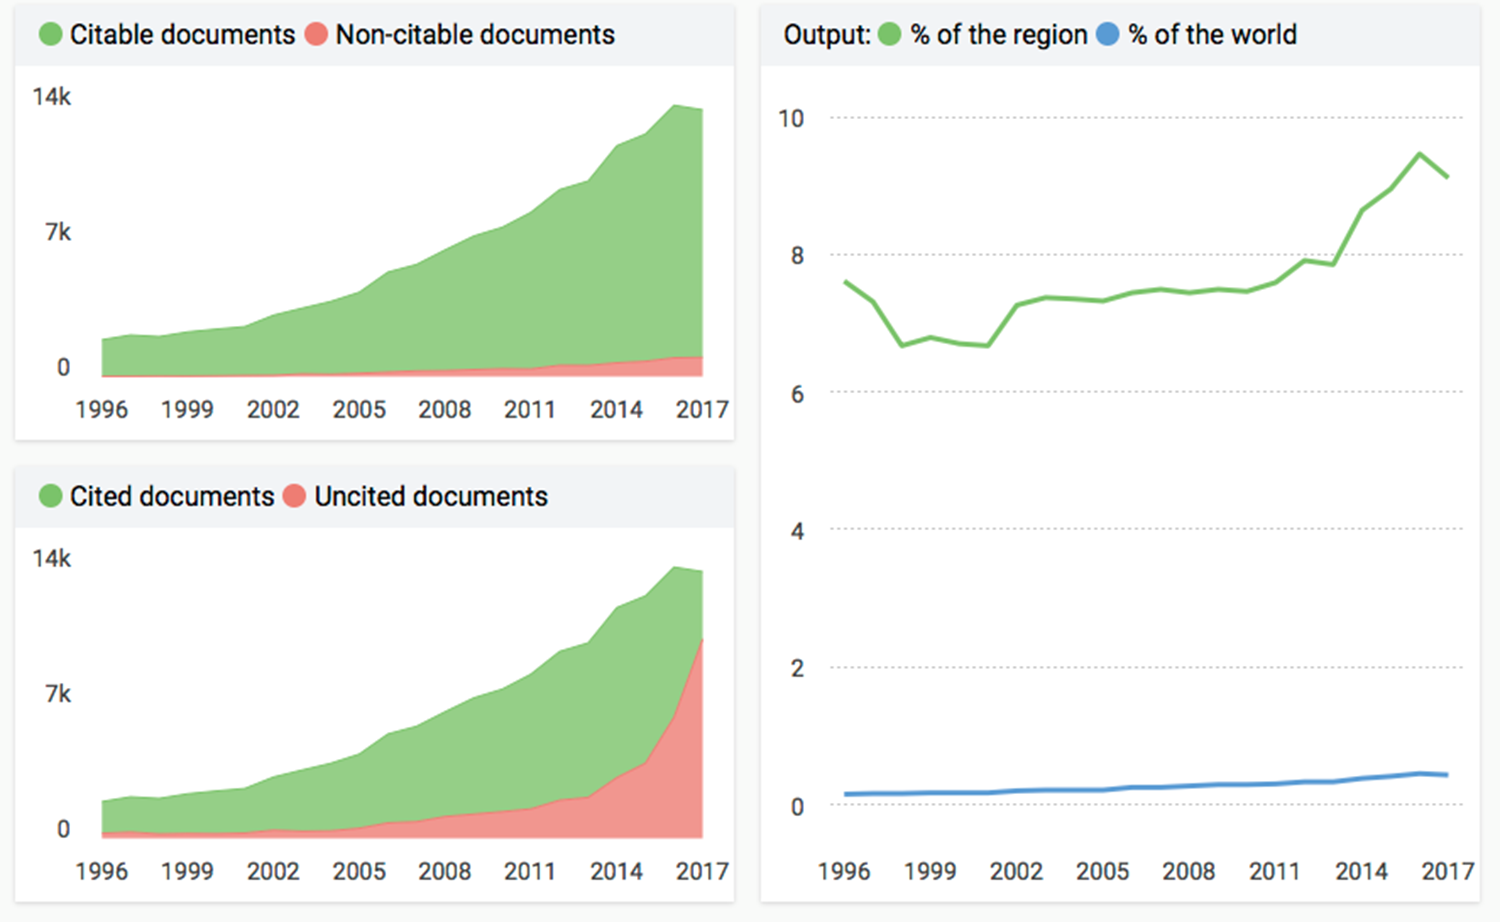 Citable documents Non-citable documents
14k
7k
0
1996 1999 2002 2005 2008 2011 2014 2017
Cited documents Uncited documents
14k
7k
0
1996 1999 2002 2005 2008 2011 2014 2017
Output: % of the region % of the world
10
8
6
4
2
0
1996 1999 2002 2005 2008 2011 2014 2017